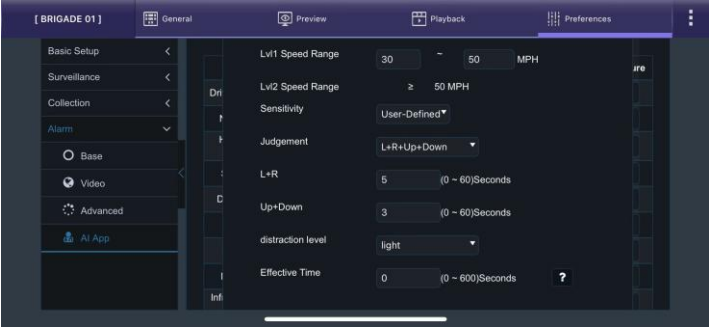 [ BRIGADE 01 ] General Preview Playback Preferences
Basic Setup
Surveillance
Collection
Alarm
Base
Video
Advanced
AI App
Lvl1 Speed Range 30 ~ 50 MPH
Lvl2 Speed Range ≥ 50 MPH
Sensitivity User-Defined
Judgement L+R+Up+Down
L+R 5 (0 ~ 60)Seconds
Up+Down 3 (0 ~ 60)Seconds
distraction level light
Effective Time 0 (0 ~ 600)Seconds ?